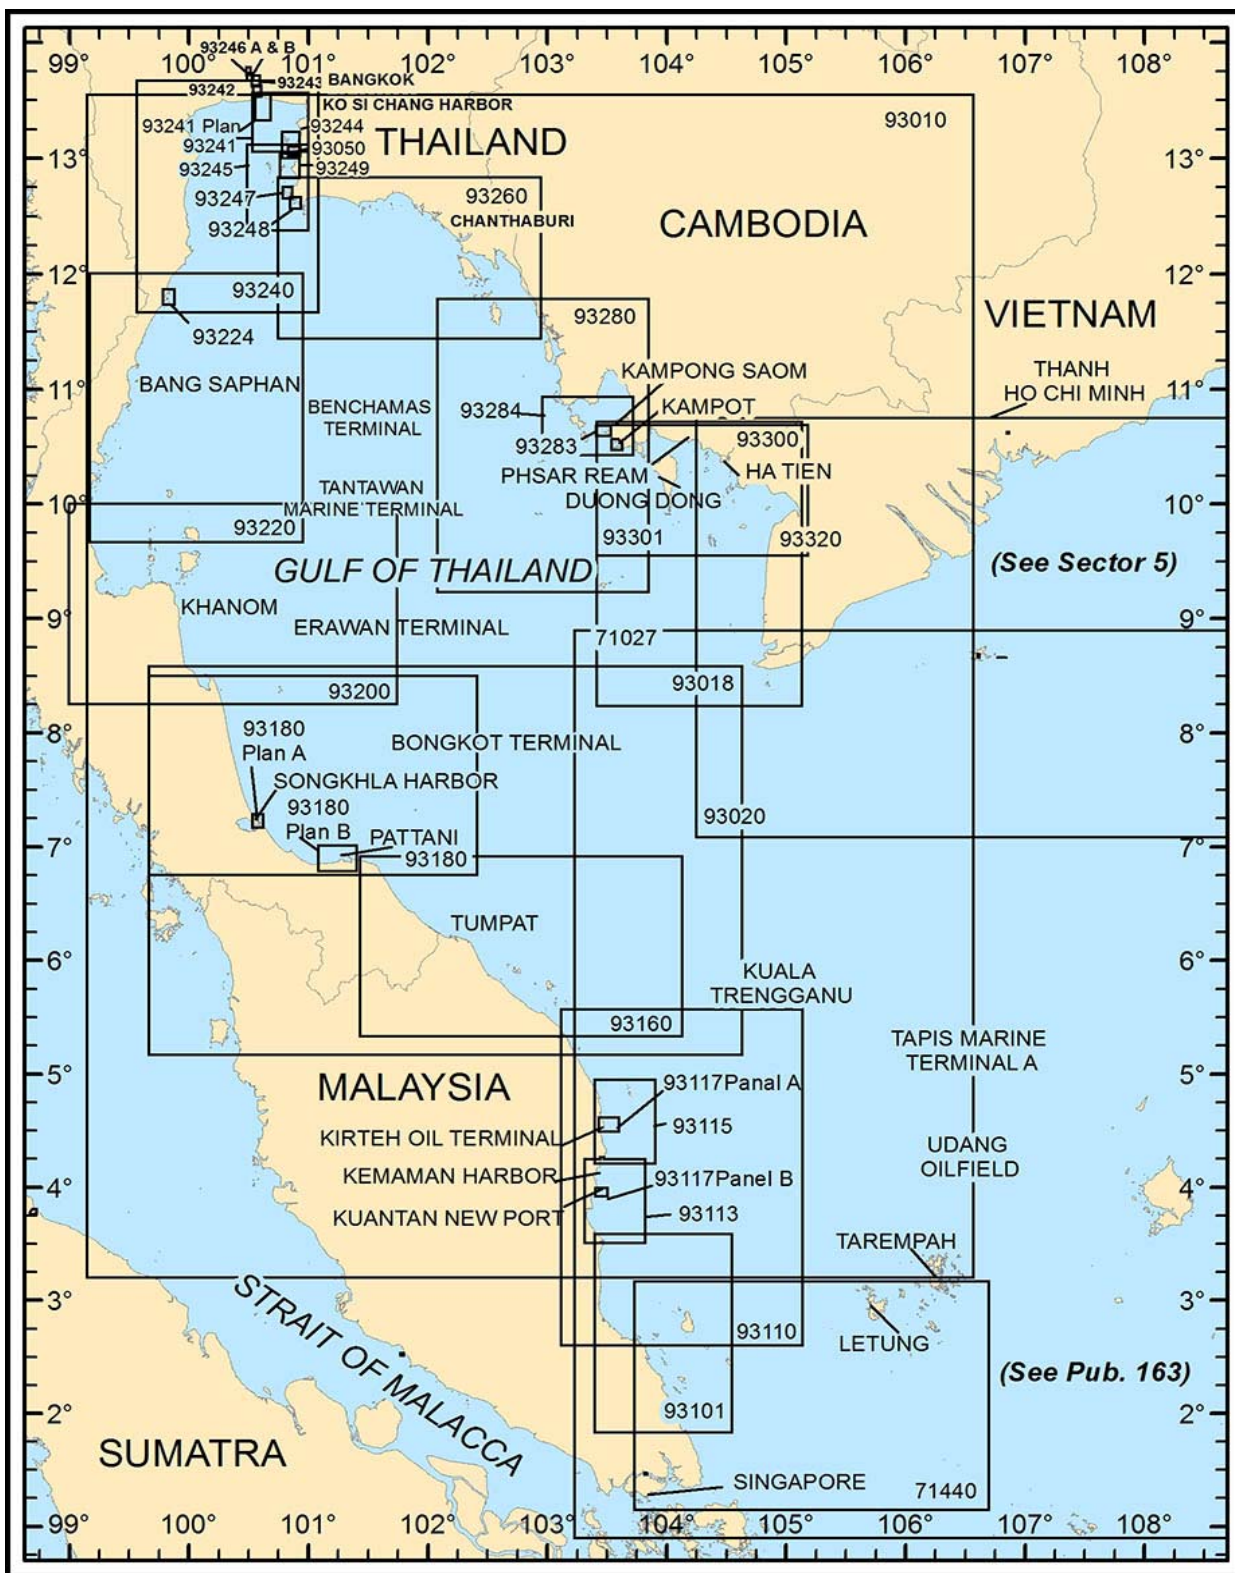 99° 100° 101° 102° 103° 104° 105° 106° 107° 108°
93246 A & B
93243 BANGKOK
93242
KO SI CHANG HARBOR
93241 Plan
93244
THAILAND
93010
93241
93050
13° 13°
93245
93249
93247
93260
93248
CHANTHABURI
CAMBODIA
12° 12°
93240
93280
VIETNAM
93224
BANG SAPHAN
KAMPONG SAOM
THANH
HO CHI MINH
11° 11°
BENCHAMAS
TERMINAL
93284
KAMPOT
93283
93300
PHSAR REAM
HA TIEN
TANTAWAN
MARINE TERMINAL
DUONG DONG
10° 10°
93220
93301
93320
GULF OF THAILAND
(See Sector 5)
KHANOM
9° 9°
ERAWAN TERMINAL
71027
93200
93018
93180
Plan A
8° 8°
BONGKOT TERMINAL
SONGKHLA HARBOR
93180
Plan B
93020
PATTANI
7° 7°
93180
TUMPAT
6° 6°
KUALA
TRENGGANU
93160
TAPIS MARINE
TERMINAL A
5° 5°
MALAYSIA
93117Panal A
KIRTEH OIL TERMINAL
93115
UDANG
OILFIELD
KEMAMAN HARBOR
93117Panel B
4° 4°
KUANTAN NEW PORT
93113
TAREMPAH
STRAIT OF MALACCA
3° 3°
93110
LETUNG
(See Pub. 163)
93101
2° 2°
SUMATRA
SINGAPORE
71440
99° 100° 101° 102° 103° 104° 105° 106° 107° 108°